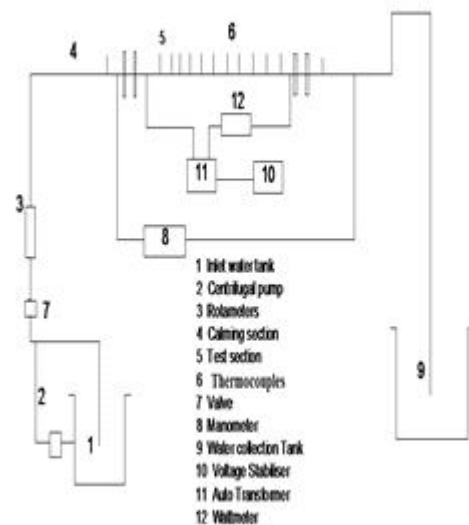 4
5
6
12
11
10
3
8
7
2
1
9
1 Inlet water tank
2 Centrifugal pump
3 Rotameters
4 Calming section
5 Test section
6 Thermocouples
7 Valve
8 Manometer
9 Water collection Tank
10 Voltage Stabiliser
11 Auto Transformer
12 Wattmeter